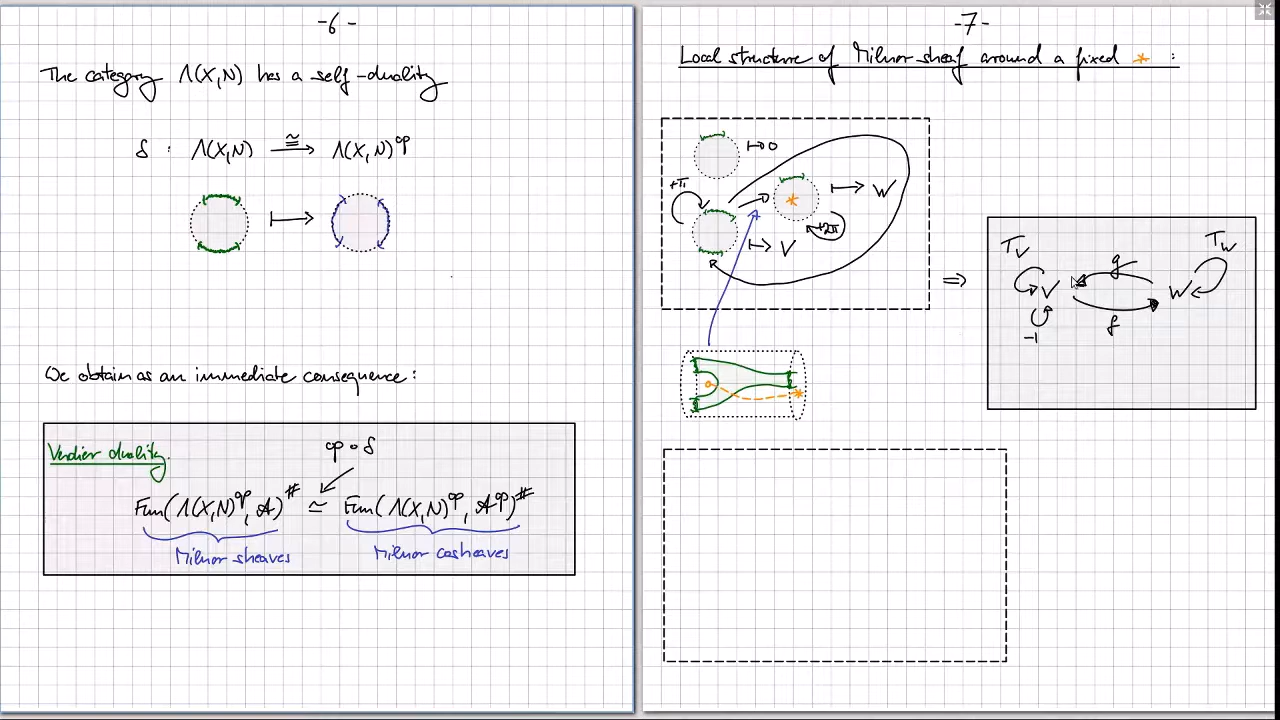 -6-
The category Λ(X,N) has a self-duality
δ : Λ(X,N) ≅⟶ Λ(X,N)^op
⟼
We obtain as an immediate consequence:
Verdier duality.
op∘δ
Fun(Λ(X,N)^op, A)^# ≃ Fun(Λ(X,N)^op, A^op)^#
Milnor sheaves
Milnor cosheaves
-7-
Local structure of Milnor sheaf around a fixed * :
↦0
+π
*
⟼ W
+2π
↦ V
⇒
T_V
g
T_W
V
W
-1
f